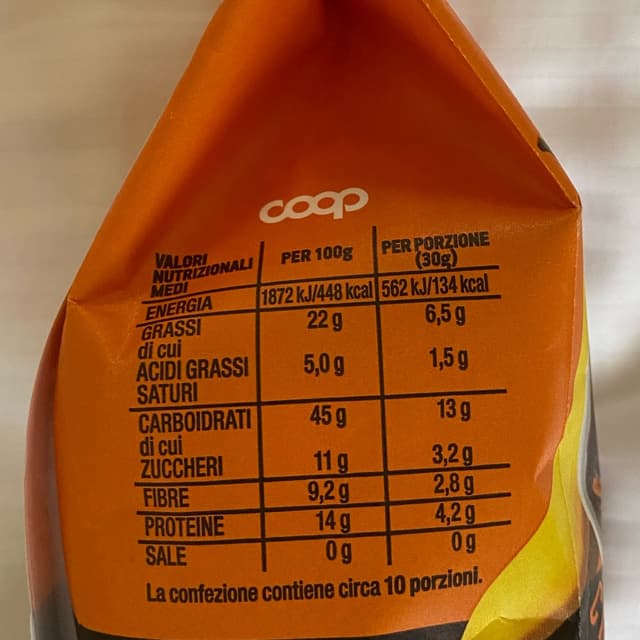 coop
VALORI NUTRIZIONALI MEDI PER 100g PER PORZIONE (30g)
ENERGIA 1872 kJ/448 kcal 562 kJ/134 kcal
GRASSI 22 g 6,5 g
di cui
ACIDI GRASSI SATURI 5,0 g 1,5 g
CARBOIDRATI 45 g 13 g
di cui
ZUCCHERI 11 g 3,2 g
FIBRE 9,2 g 2,8 g
PROTEINE 14 g 4,2 g
SALE 0 g 0 g
La confezione contiene circa 10 porzioni.